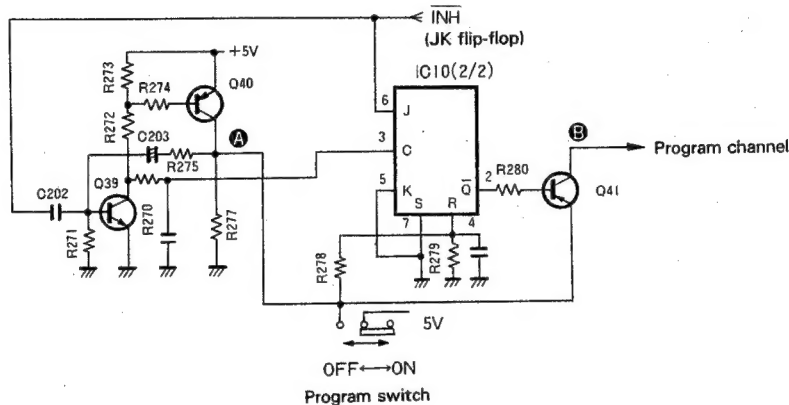 INH
(JK flip-flop)
+5V
IC10(2/2)
R273
R274
Q40
R272
6
J
C203
A
B
3
C
Program channel
R275
R280
Q39
5
K
Q
2
Q41
C202
S
R
R270
7
4
R271
R277
R278
R279
5V
OFF↔ON
Program switch